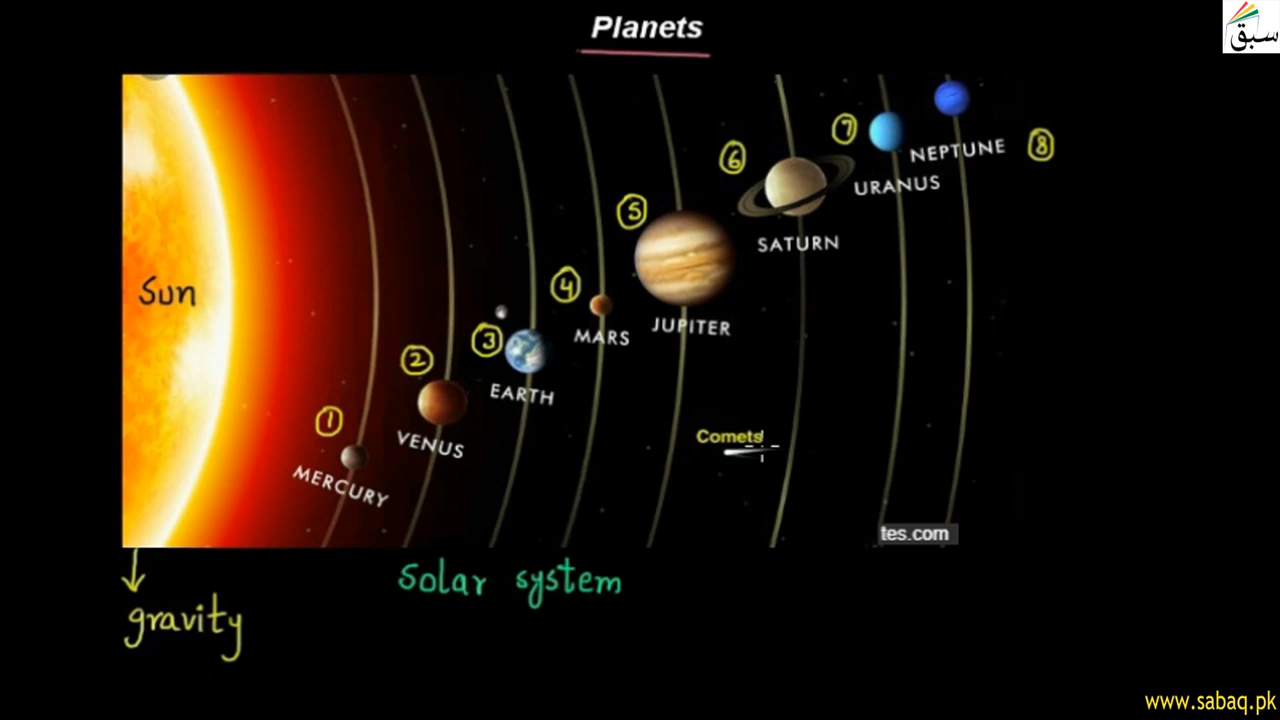 Planets
سبق
Sun
1
MERCURY
2
VENUS
3
EARTH
4
MARS
5
JUPITER
6
SATURN
7
URANUS
NEPTUNE 8
Comets
tes.com
gravity
Solar system
www.sabaq.pk